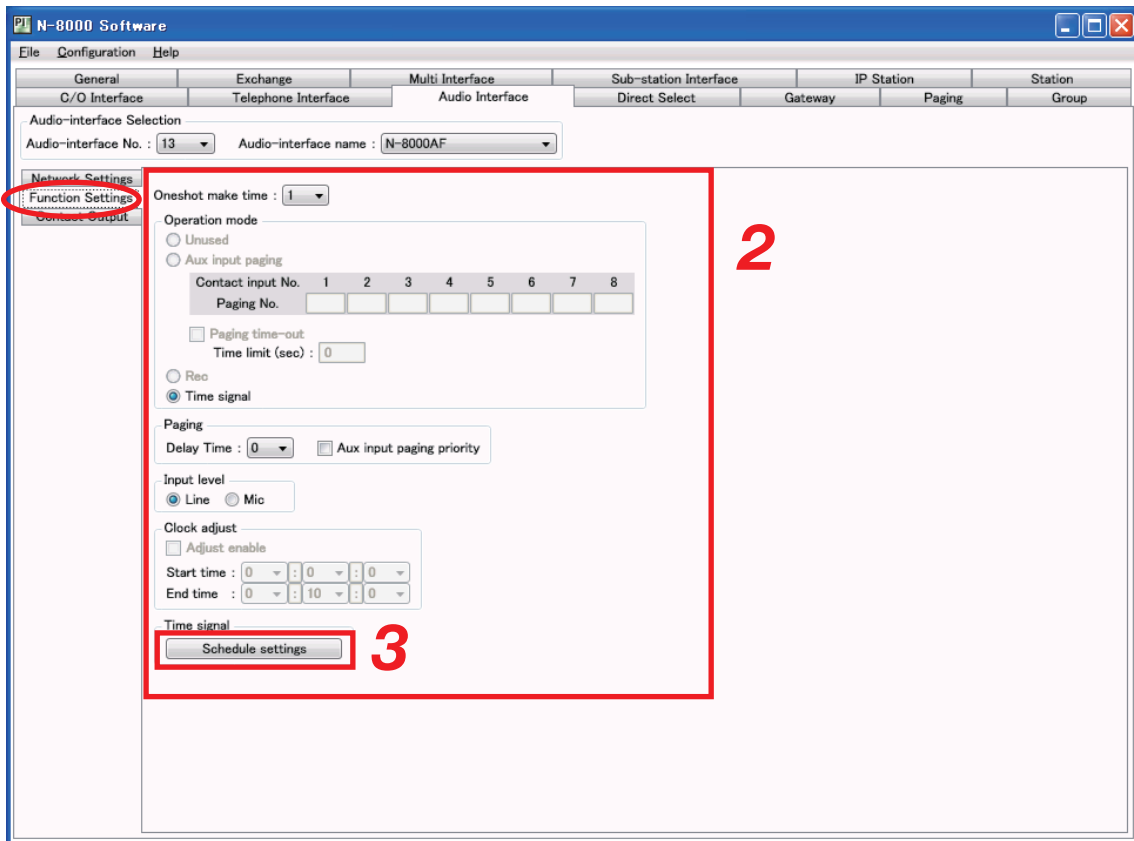 N-8000 Software
File Configuration Help
General Exchange Multi Interface Sub-station Interface IP Station Station
C/O Interface Telephone Interface Audio Interface Direct Select Gateway Paging Group
Audio-interface Selection
Audio-interface No. : 13 Audio-interface name : N-8000AF
Network Settings
Function Settings
Contact Output
Oneshot make time : 1
Operation mode
Unused
2
Aux input paging
Contact input No. 1 2 3 4 5 6 7 8
Paging No.
Paging time-out
Time limit (sec) : 0
Rec
Time signal
Paging
Delay Time : 0 Aux input paging priority
Input level
Line Mic
Clock adjust
Adjust enable
Start time : 0 : 0 : 0
End time : 0 : 10 : 0
Time signal
Schedule settings
3